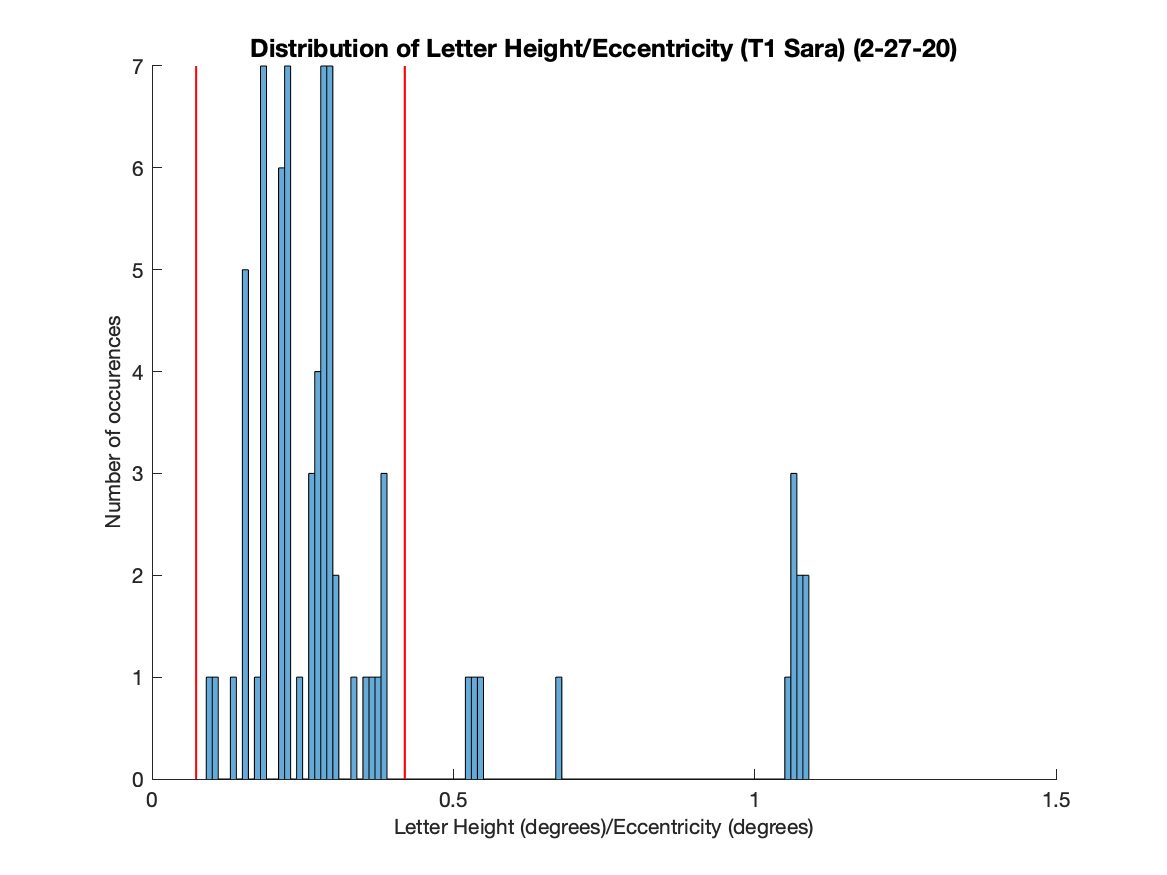 Distribution of Letter Height/Eccentricity (T1 Sara) (2-27-20)
7
6
5
4
3
2
1
0
Number of occurences
0 0.5 1 1.5
Letter Height (degrees)/Eccentricity (degrees)